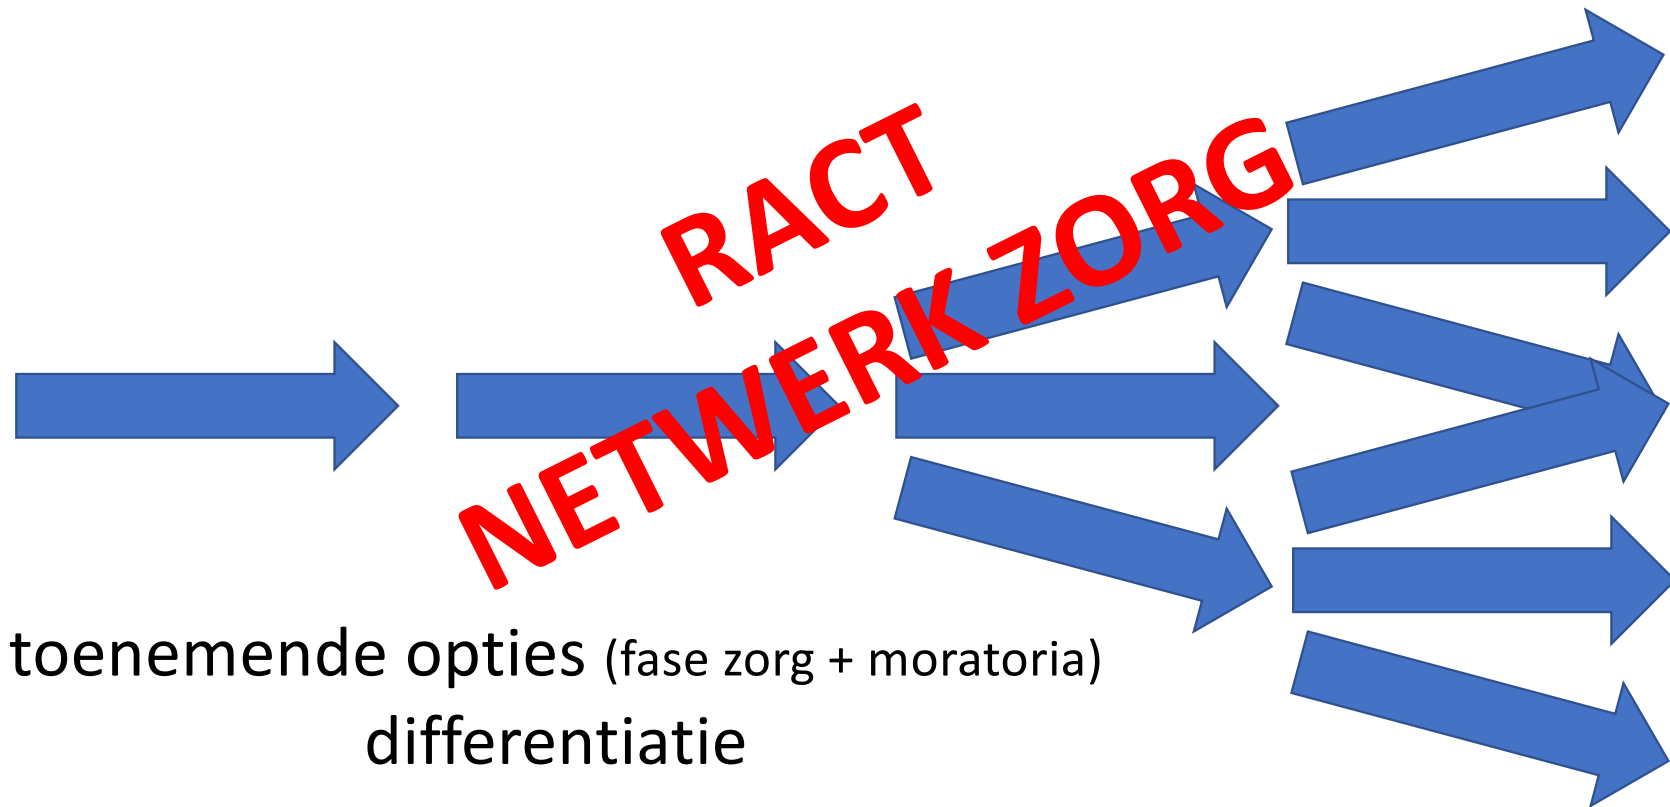 RACT
NETWERK ZORG
toenemende opties (fase zorg + moratoria)
differentiatie